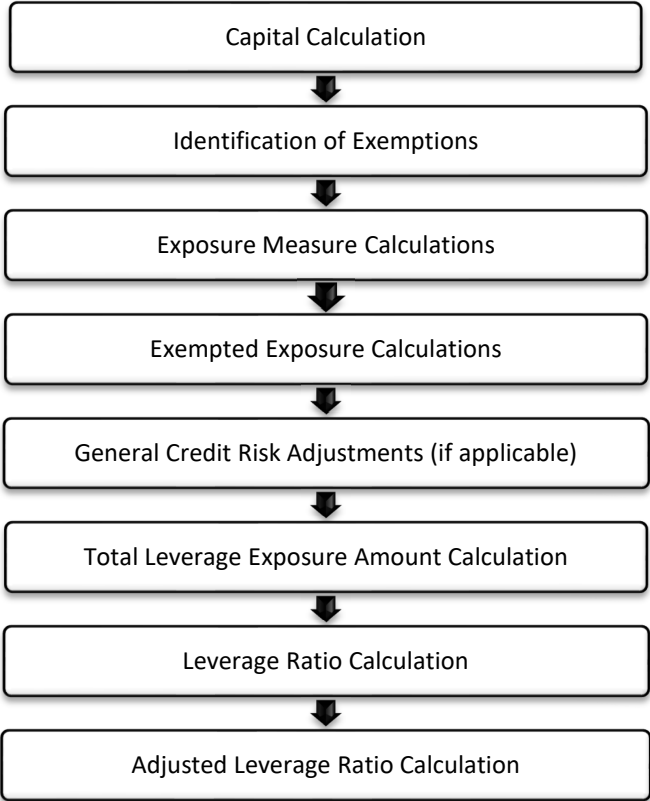 Capital Calculation
Identification of Exemptions
Exposure Measure Calculations
Exempted Exposure Calculations
General Credit Risk Adjustments (if applicable)
Total Leverage Exposure Amount Calculation
Leverage Ratio Calculation
Adjusted Leverage Ratio Calculation